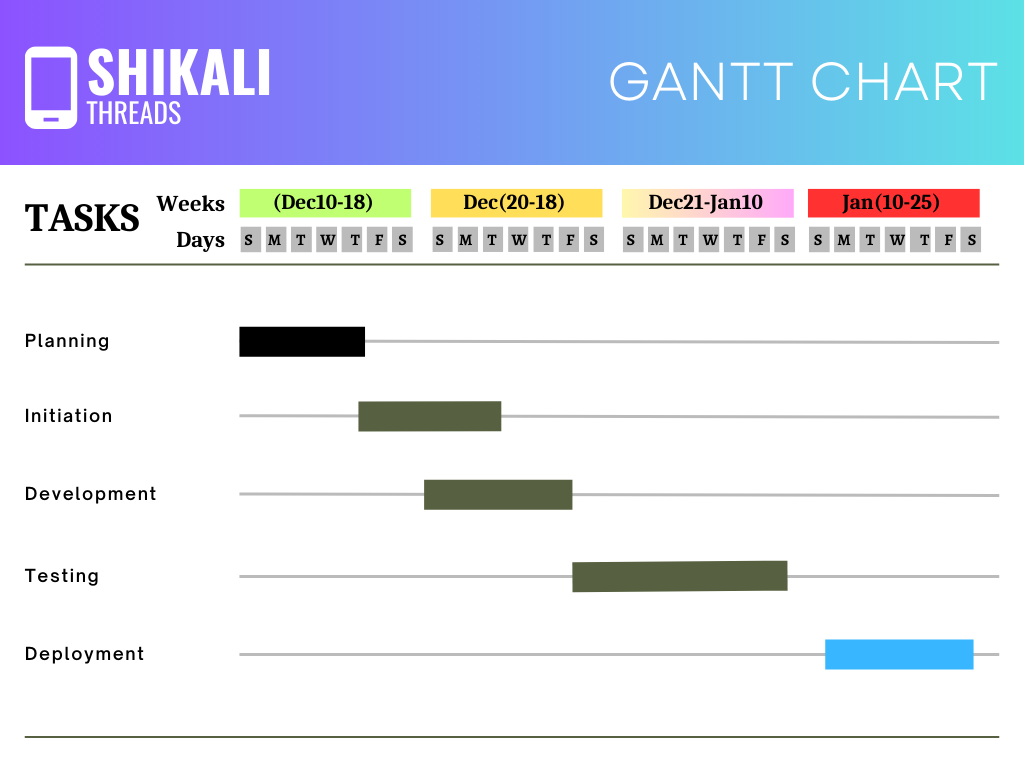 SHIKALI
THREADS
GANTT CHART
TASKS
Weeks (Dec10-18) Dec(20-18) Dec21-Jan10 Jan(10-25)
Days S M T W T F S S M T W T F S S M T W T F S S M T W T F S
Planning
Initiation
Development
Testing
Deployment